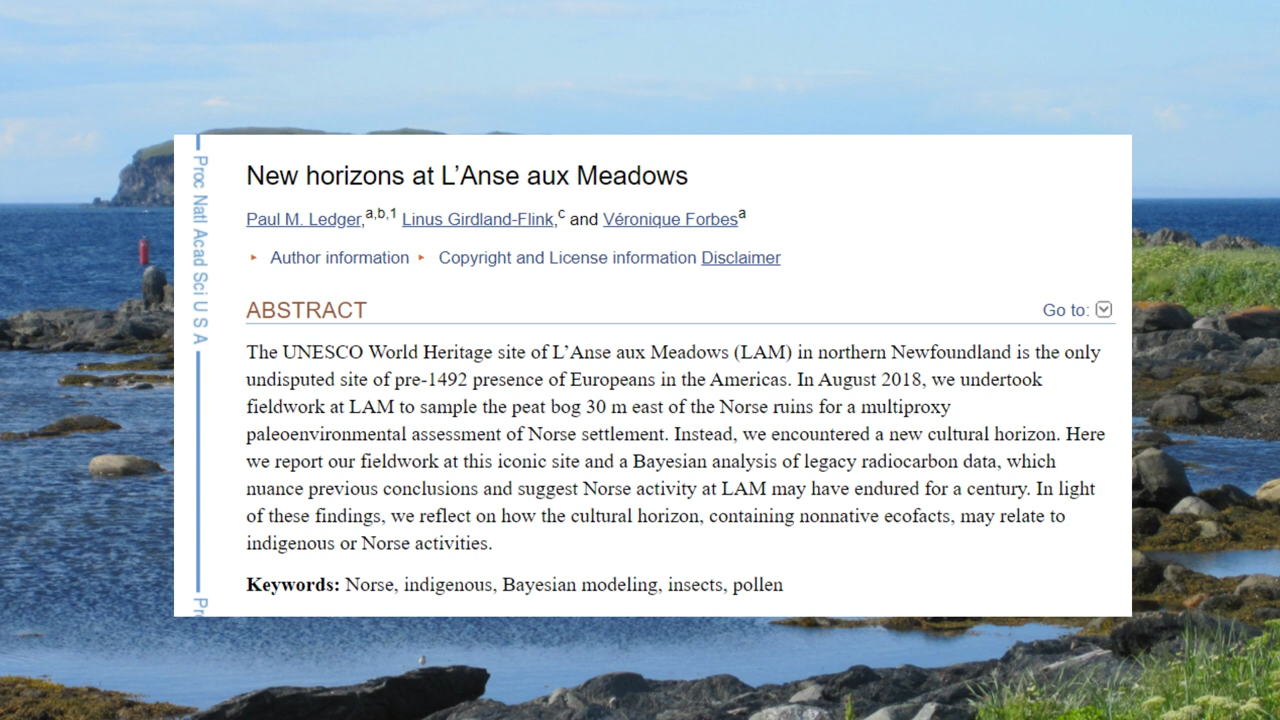 New horizons at L’Anse aux Meadows
Paul M. Ledger,a,b,1 Linus Girdland-Flink,c and Véronique Forbesa
▸ Author information ▸ Copyright and License information Disclaimer
ABSTRACT
Go to:
The UNESCO World Heritage site of L’Anse aux Meadows (LAM) in northern Newfoundland is the only
undisputed site of pre-1492 presence of Europeans in the Americas. In August 2018, we undertook
fieldwork at LAM to sample the peat bog 30 m east of the Norse ruins for a multiproxy
paleoenvironmental assessment of Norse settlement. Instead, we encountered a new cultural horizon. Here
we report our fieldwork at this iconic site and a Bayesian analysis of legacy radiocarbon data, which
nuance previous conclusions and suggest Norse activity at LAM may have endured for a century. In light
of these findings, we reflect on how the cultural horizon, containing nonnative ecofacts, may relate to
indigenous or Norse activities.
Keywords: Norse, indigenous, Bayesian modeling, insects, pollen
Proc Natl Acad Sci U S A
Pr